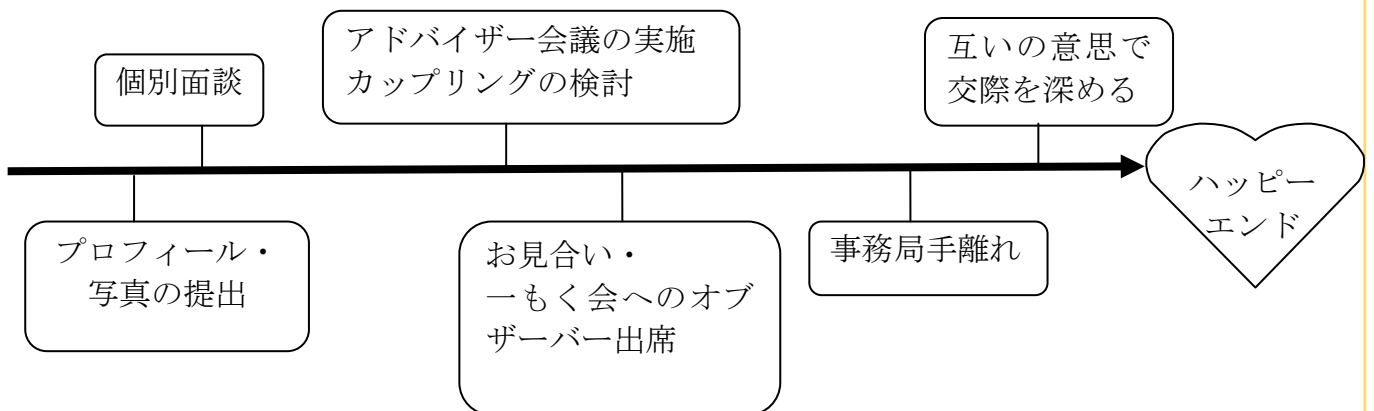 個別面談
アドバイザー会議の実施
カップリングの検討
互いの意思で
交際を深める
ハッピー
エンド
プロフィール・
写真の提出
お見合い・
一もく会へのオブ
ザーバー出席
事務局手離れ